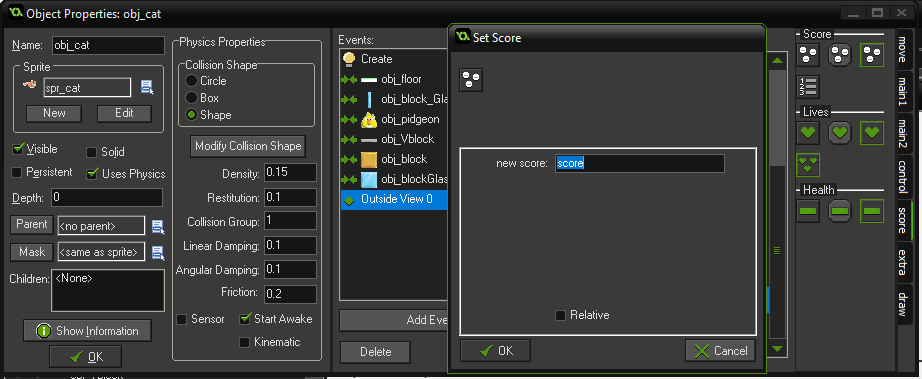 Object Properties: obj_cat
Name: obj_cat
Sprite
spr_cat
New Edit
Visible Solid
Persistent Uses Physics
Depth: 0
Parent <no parent>
Mask <same as sprite>
Children: <None>
Show Information
OK
Physics Properties
Collision Shape
Circle
Box
Shape
Modify Collision Shape
Density: 0.15
Restitution: 0.1
Collision Group: 1
Linear Damping: 0.1
Angular Damping: 0.1
Friction: 0.2
Sensor Start Awake
Kinematic
Events:
Create
obj_floor
obj_block_Gla
obj_pidgeon
obj_Vblock
obj_block
obj_blockGlas
Outside View 0
Add Eve
Delete
Set Score
new score: score
Relative
OK Cancel
Score
1
2
3
Lives
Health
move
main1
main2
control
score
extra
draw